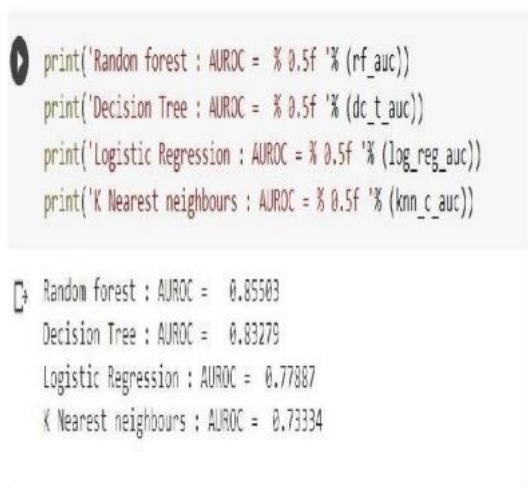 print('Randon forest : AUROC = % 0.5f '% (rf_auc))
print('Decision Tree : AUROC = % 0.5f '% (dc_t_auc))
print('Logistic Regression : AUROC = % 0.5f '% (log_reg_auc))
print('K Nearest neighbours : AUROC = % 0.5f '% (knn_c_auc))
Random forest : AUROC = 0.85503
Decision Tree : AUROC = 0.83279
Logistic Regression : AUROC = 0.77887
K Nearest neighbours : AUROC = 0.73334